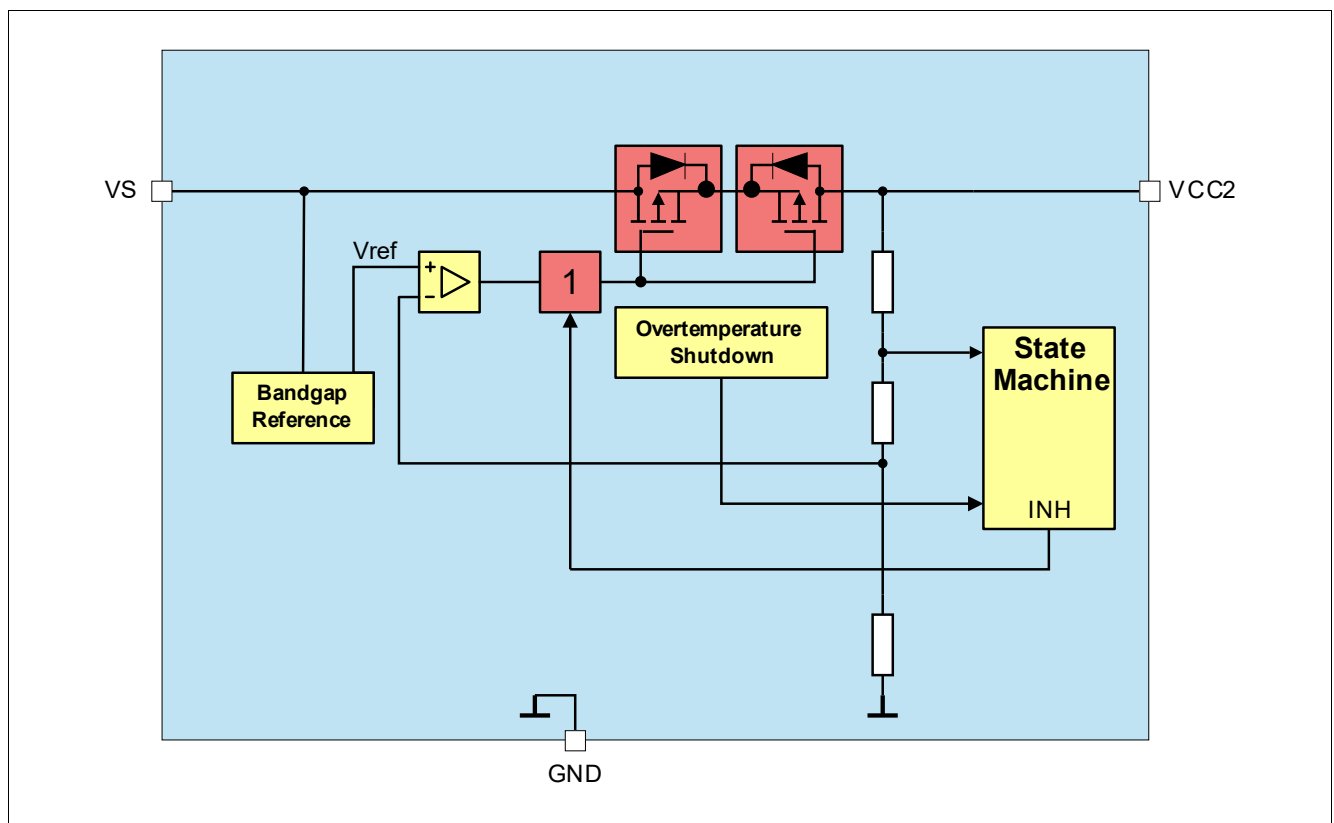 VS
VCC2
Vref
+
-
1
Overtemperature
Shutdown
State
Machine
Bandgap
Reference
INH
GND